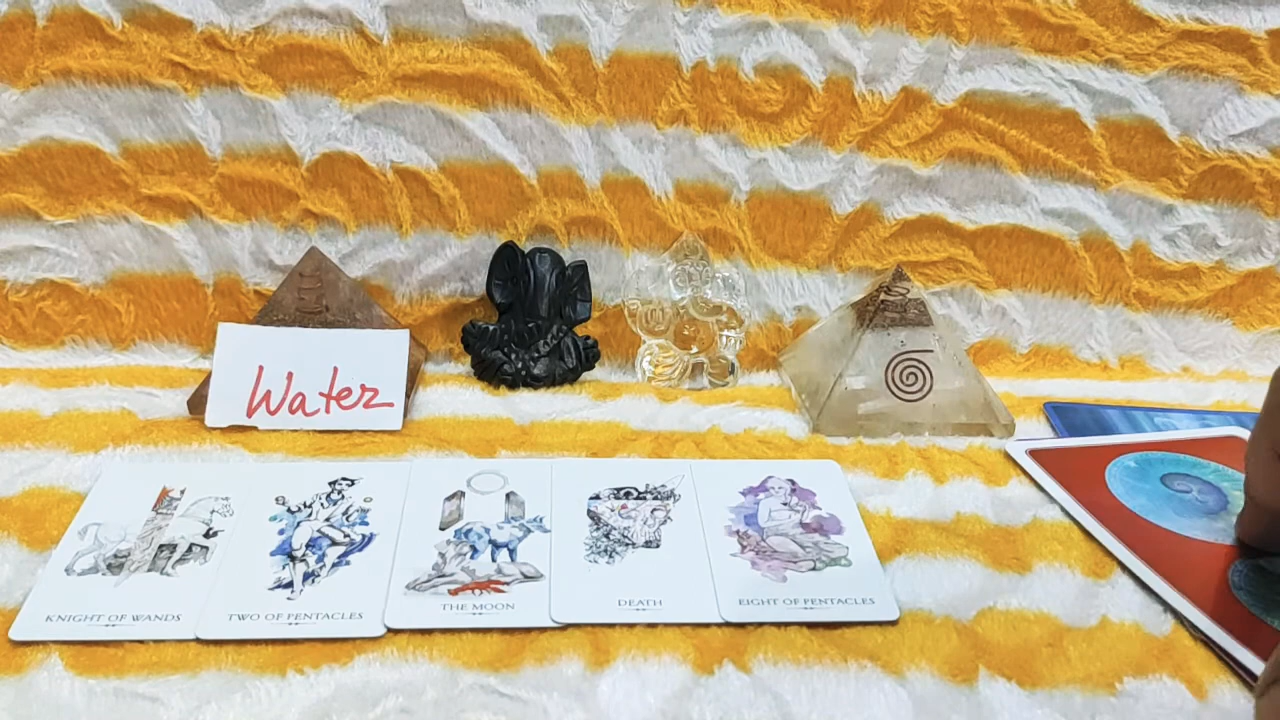 Water
KNIGHT OF WANDS
TWO OF PENTACLES
THE MOON
DEATH
EIGHT OF PENTACLES